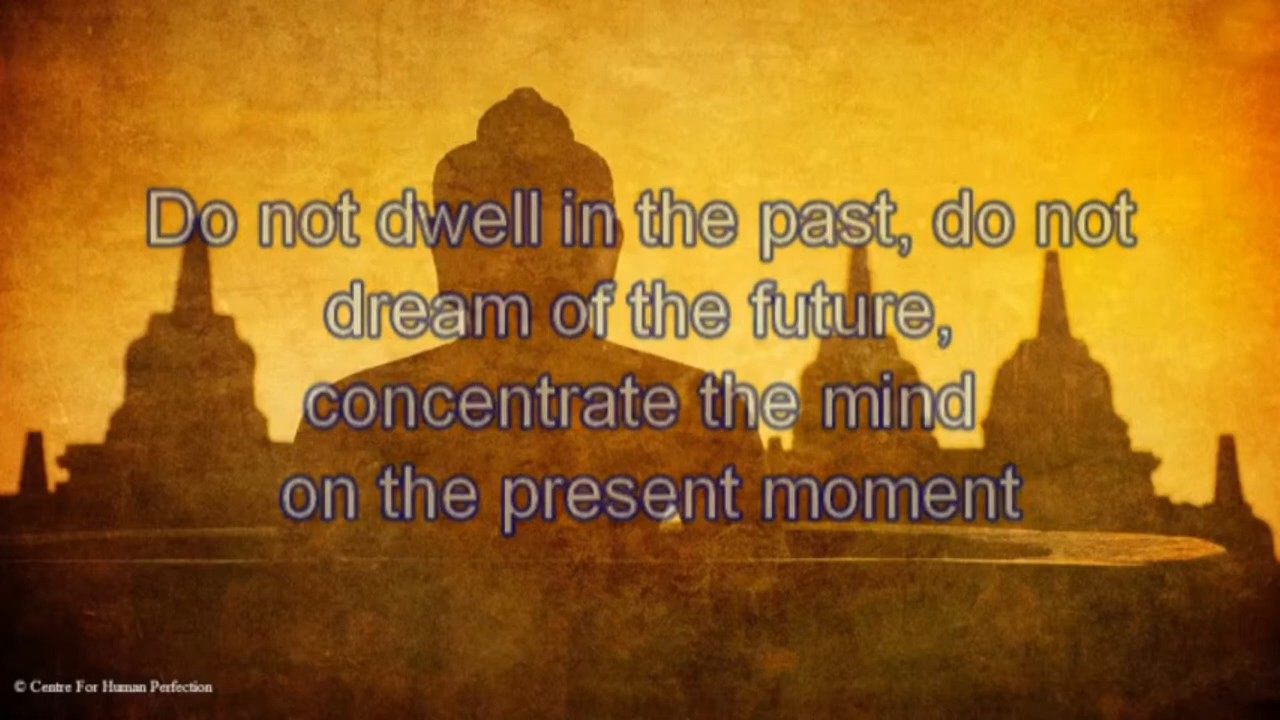 Do not dwell in the past, do not
dream of the future,
concentrate the mind
on the present moment
© Centre For Human Perfection